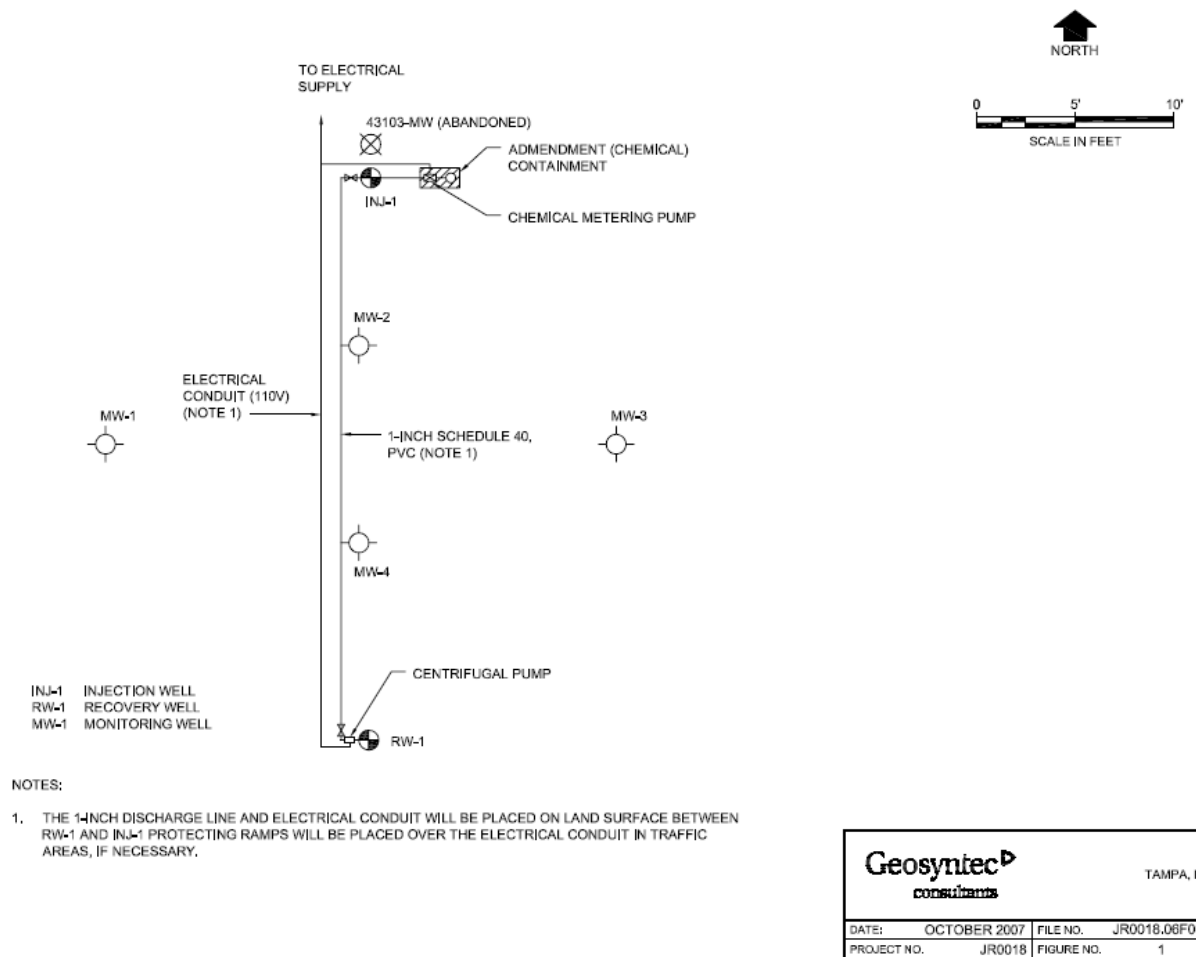 NORTH
0 5' 10'
SCALE IN FEET
TO ELECTRICAL
SUPPLY
43103-MW (ABANDONED)
ADMENDMENT (CHEMICAL)
CONTAINMENT
INJ-1
CHEMICAL METERING PUMP
MW-2
ELECTRICAL
CONDUIT (110V)
(NOTE 1)
MW-1
MW-3
1-INCH SCHEDULE 40,
PVC (NOTE 1)
MW-4
CENTRIFUGAL PUMP
INJ-1 INJECTION WELL
RW-1 RECOVERY WELL
MW-1 MONITORING WELL
RW-1
NOTES:
1. THE 1-INCH DISCHARGE LINE AND ELECTRICAL CONDUIT WILL BE PLACED ON LAND SURFACE BETWEEN
RW-1 AND INJ-1 PROTECTING RAMPS WILL BE PLACED OVER THE ELECTRICAL CONDUIT IN TRAFFIC
AREAS, IF NECESSARY.
Geosyntec
consultants
TAMPA,
DATE: OCTOBER 2007 FILE NO. JR0018.06F0
PROJECT NO. JR0018 FIGURE NO. 1